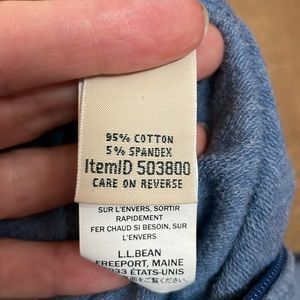 95% COTTON
5% SPANDEX
ItemID 503800
CARE ON REVERSE
SUR L'ENVERS, SORTIR
RAPIDEMENT
FER CHAUD SI BESOIN, SUR
L'ENVERS
L.L.BEAN
FREEPORT, MAINE
ÉTATS-UNIS